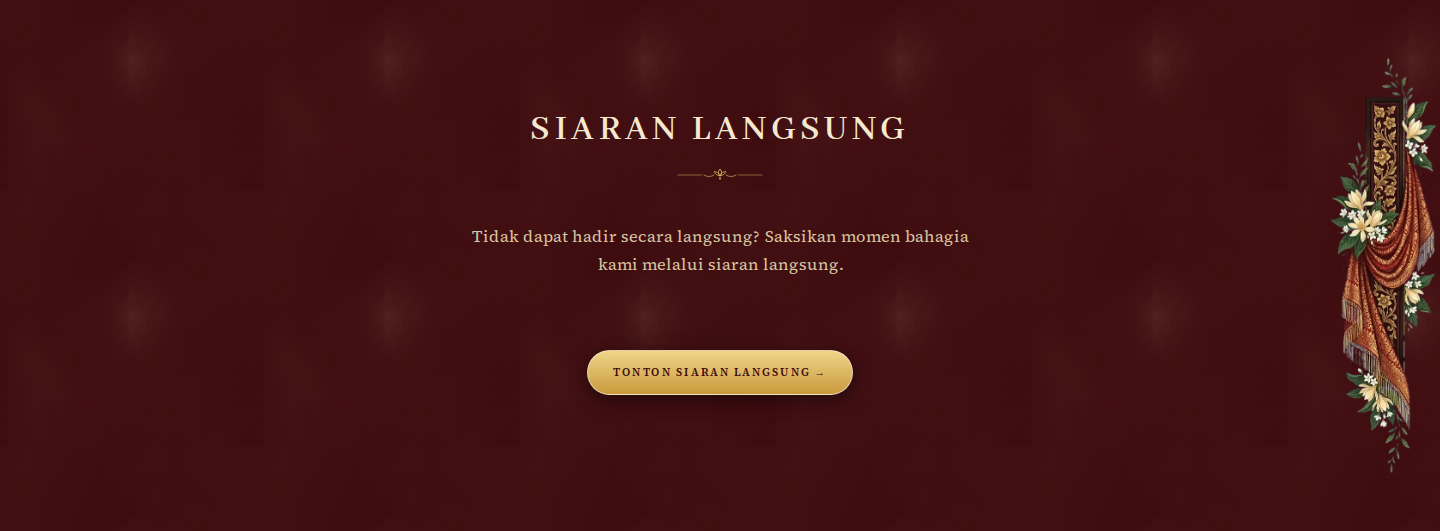 SIARAN LANGSUNG
Tidak dapat hadir secara langsung? Saksikan momen bahagia
kami melalui siaran langsung.
TONTON SIARAN LANGSUNG →